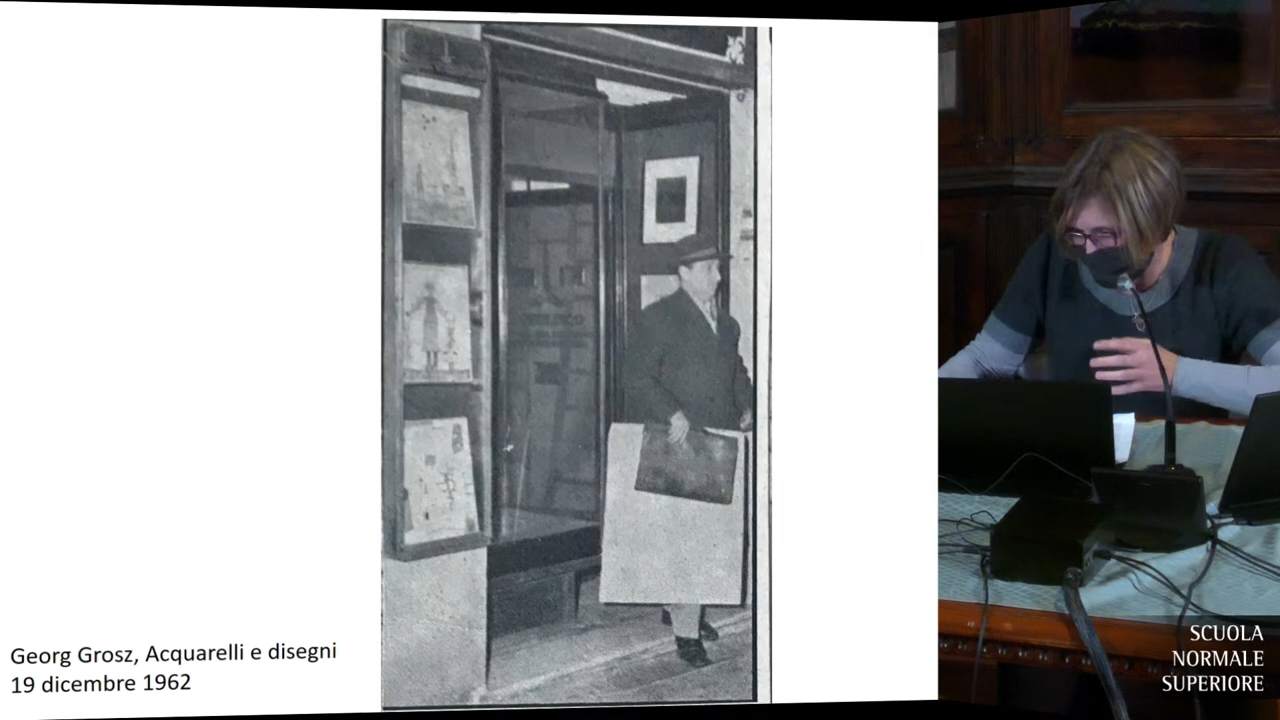 Georg Grosz, Acquarelli e disegni
19 dicembre 1962
SCUOLA
NORMALE
SUPERIORE